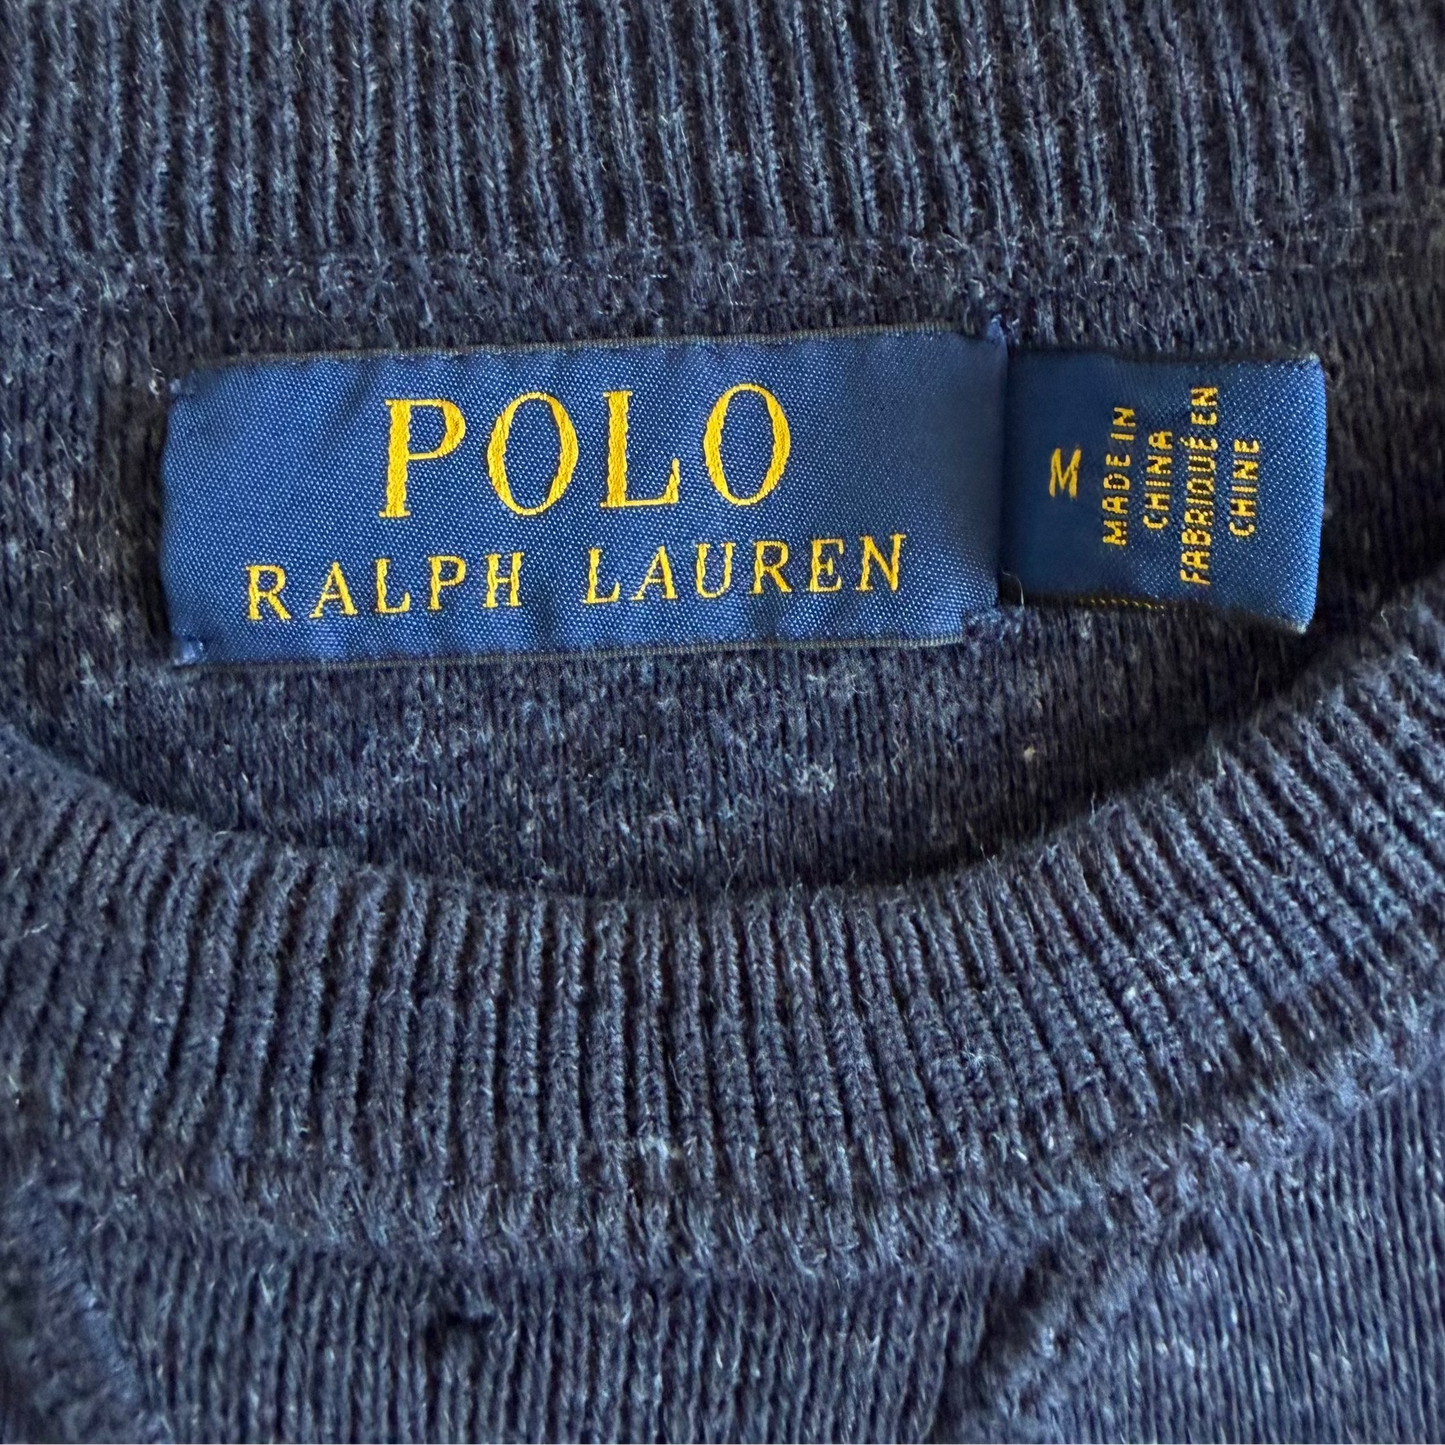 POLO
RALPH LAUREN
M
MADE IN
CHINA
FABRIQUÉ EN
CHINE